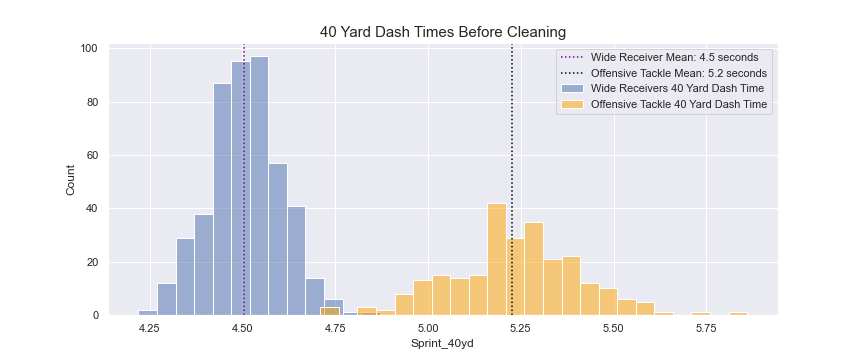 40 Yard Dash Times Before Cleaning
Wide Receiver Mean: 4.5 seconds
Offensive Tackle Mean: 5.2 seconds
Wide Receivers 40 Yard Dash Time
Offensive Tackle 40 Yard Dash Time
Count
100
80
60
40
20
0
4.25 4.50 4.75 5.00 5.25 5.50 5.75
Sprint_40yd